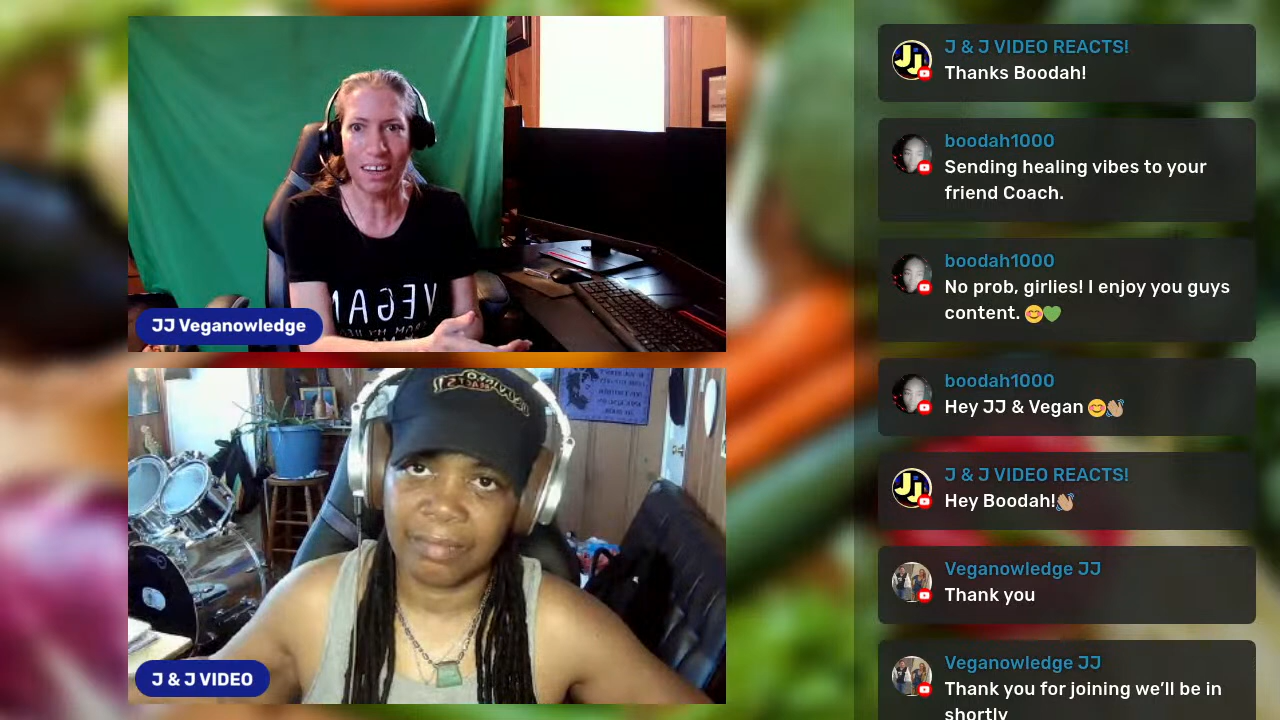 VEGAN
JJ Veganowledge
J & J VIDEO
J & J VIDEO REACTS!
Thanks Boodah!
boodah1000
Sending healing vibes to your
friend Coach.
boodah1000
No prob, girlies! I enjoy you guys
content. 😊💚
boodah1000
Hey JJ & Vegan 😊👋🏽
J & J VIDEO REACTS!
Hey Boodah!👋🏽
Veganowledge JJ
Thank you
Veganowledge JJ
Thank you for joining we’ll be in
shortly